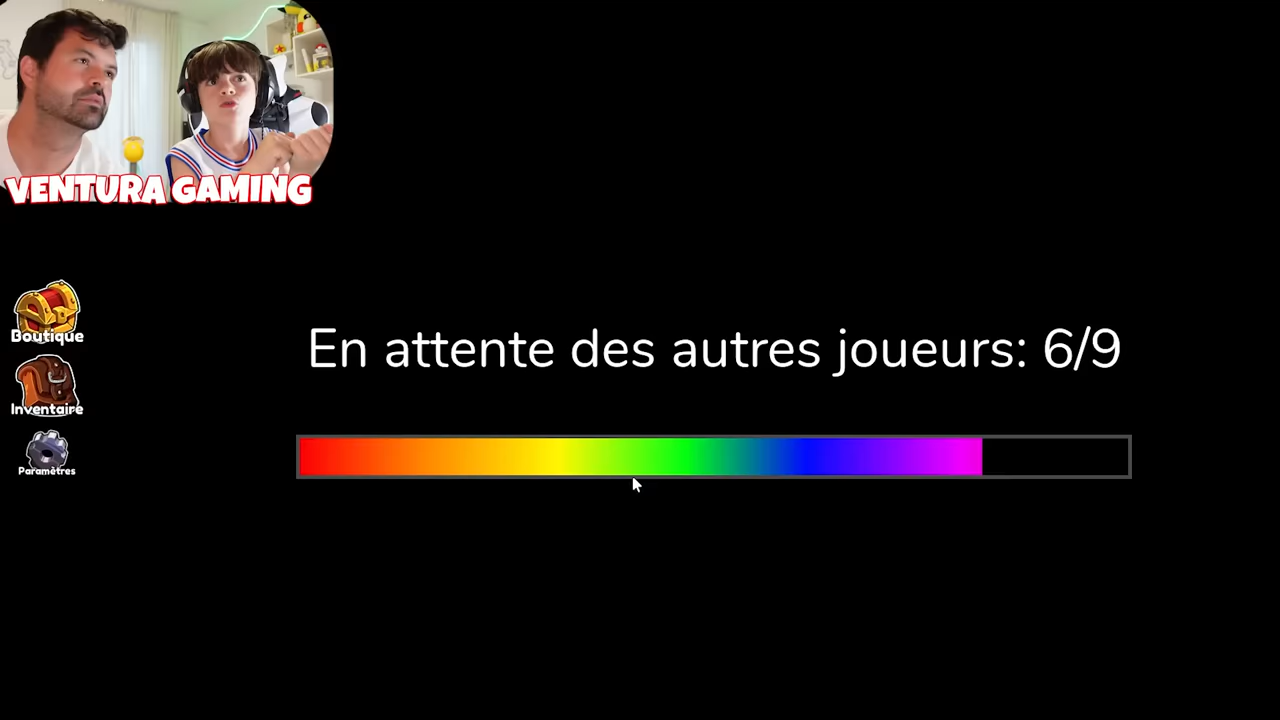 VENTURA GAMING
Boutique
En attente des autres joueurs: 6/9
Inventaire
Paramètres